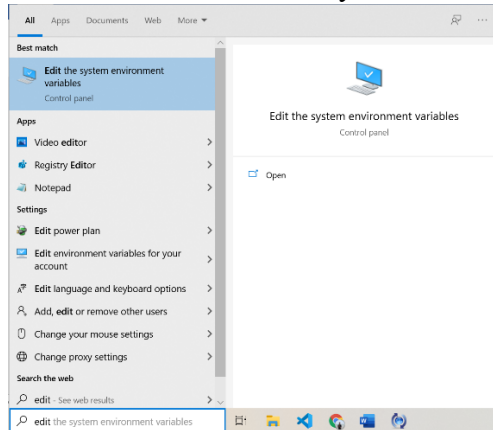 All Apps Documents Web More
Best match
Edit the system environment
variables
Control panel
Apps
Video editor
Registry Editor
Notepad
Settings
Edit power plan
Edit environment variables for your
account
Edit language and keyboard options
Add, edit or remove other users
Change your mouse settings
Change proxy settings
Search the web
edit - See web results
edit the system environment variables
Edit the system environment variables
Control panel
Open